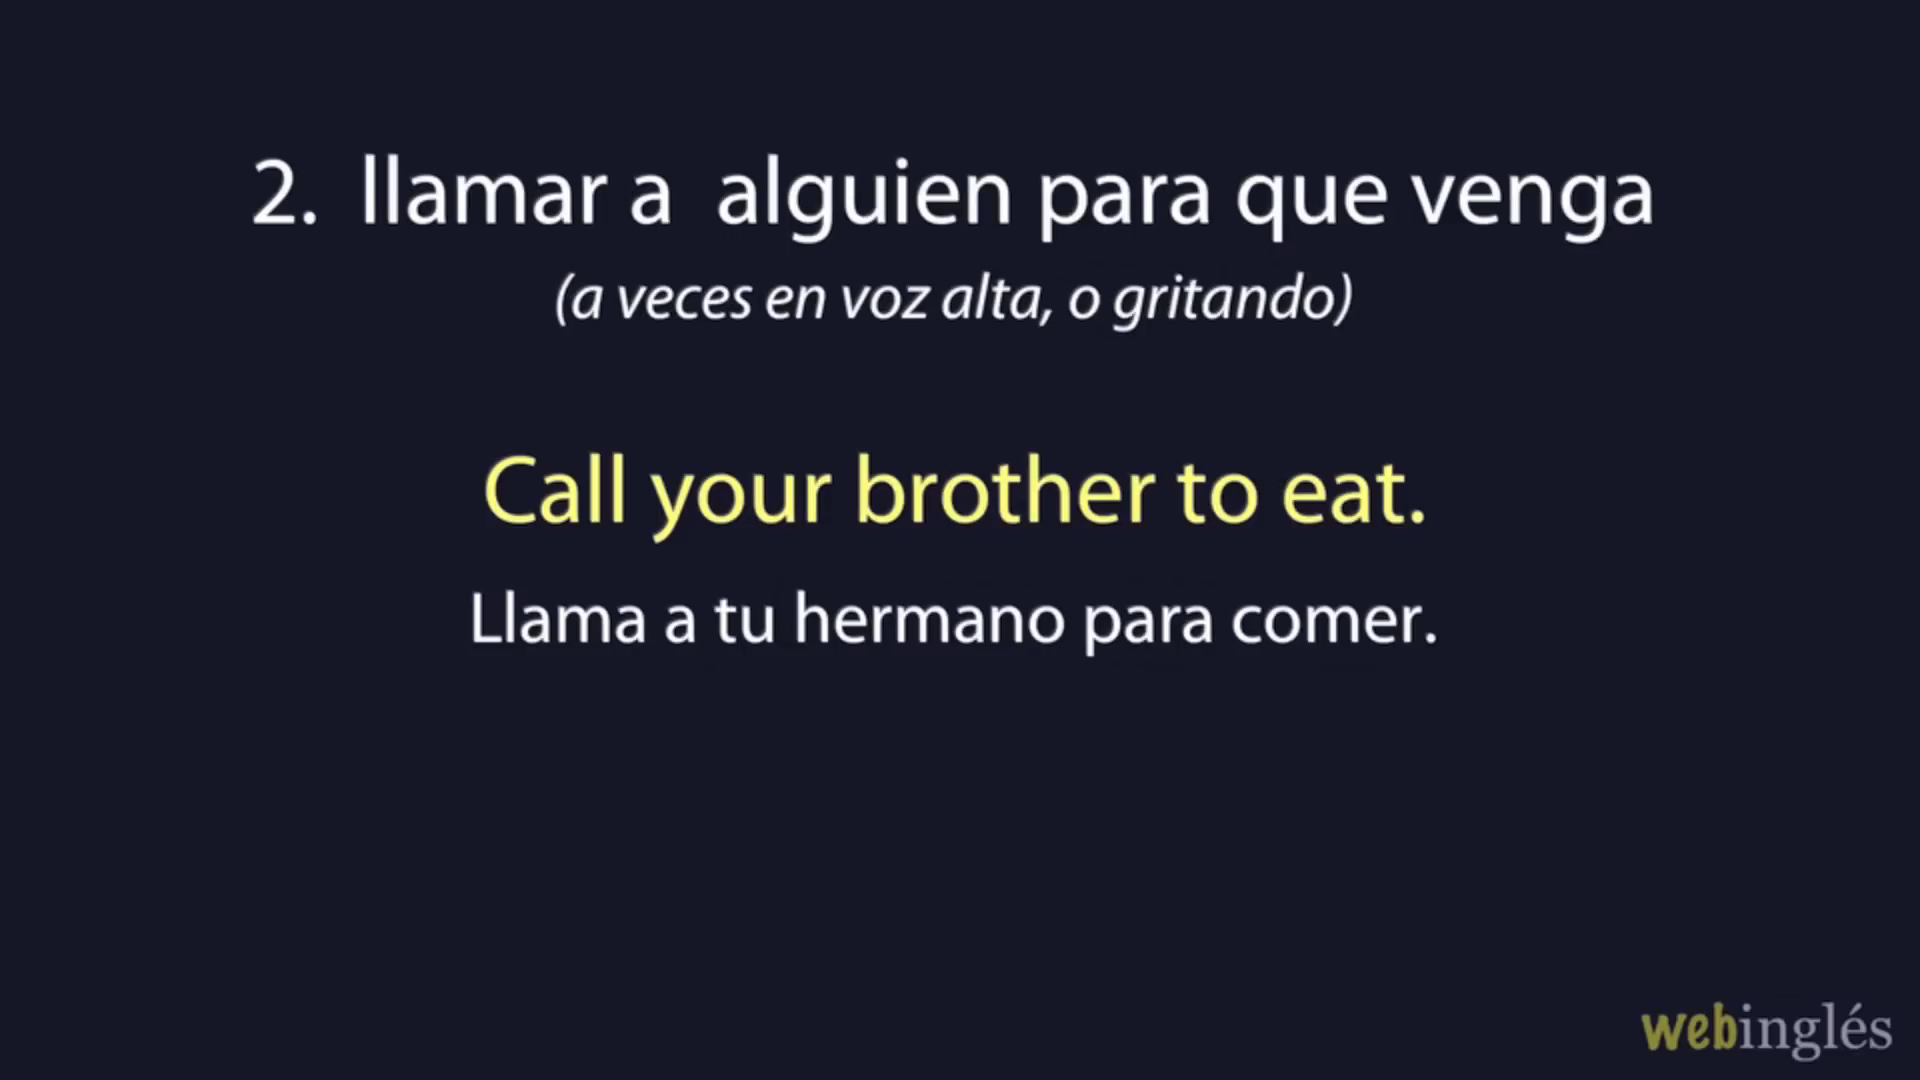 2. llamar a alguien para que venga
(a veces en voz alta, o gritando)
Call your brother to eat.
Llama a tu hermano para comer.
webinglés